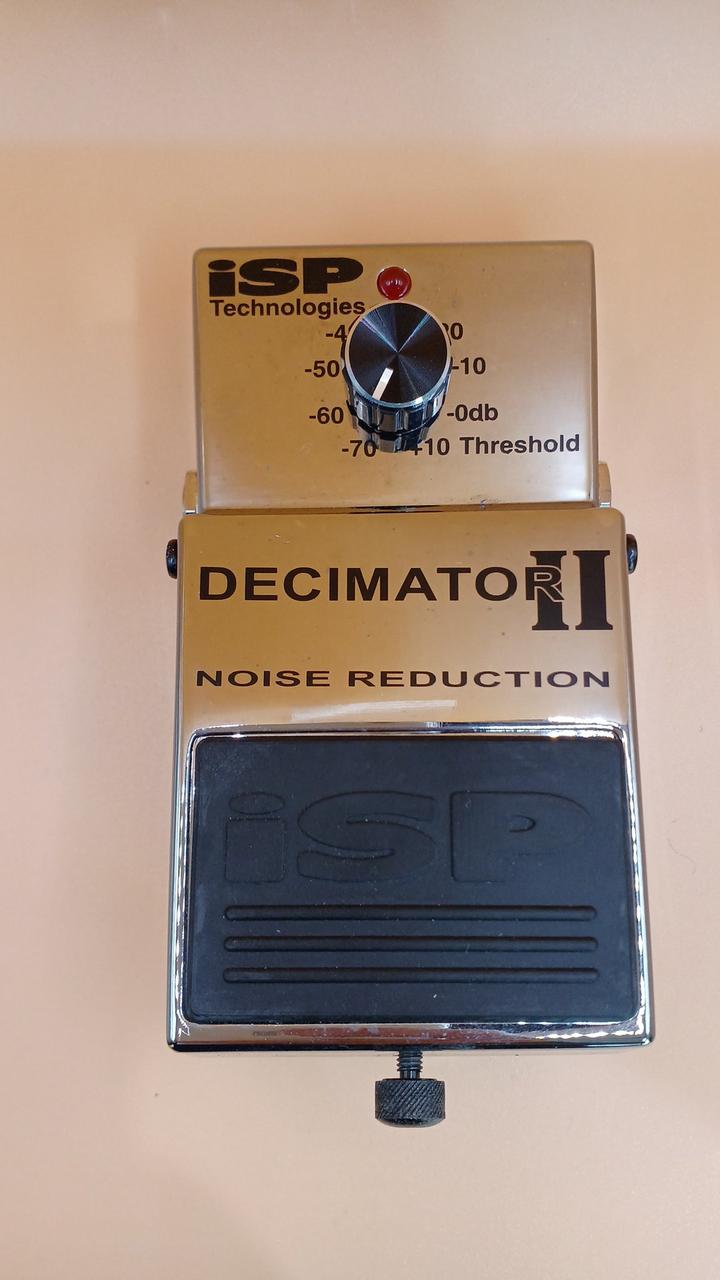 iSP
Technologies
-50
-10
-60
-0db
-70
+10 Threshold
DECIMATOR II
NOISE REDUCTION
iSP